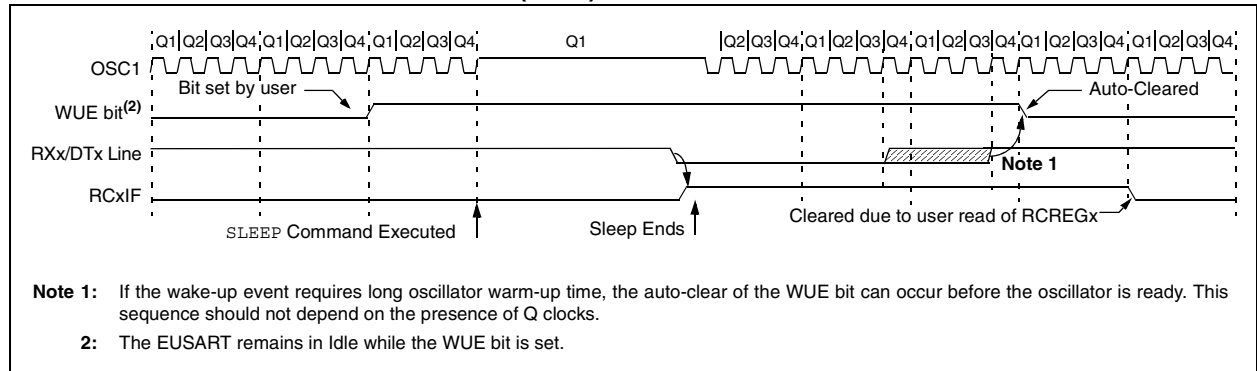 Q1 Q2 Q3 Q4 Q1 Q2 Q3 Q4 Q1 Q2 Q3 Q4 Q1 Q2 Q3 Q4 Q1 Q2 Q3 Q4 Q1 Q2 Q3 Q4 Q1 Q2 Q3 Q4 Q1 Q2 Q3 Q4
OSC1
Bit set by user
Auto-Cleared
WUE bit(2)
RXx/DTx Line
Note 1
RCxIF
Cleared due to user read of RCREGx
SLEEP Command Executed
Sleep Ends
Note 1: If the wake-up event requires long oscillator warm-up time, the auto-clear of the WUE bit can occur before the oscillator is ready. This
sequence should not depend on the presence of Q clocks.
2: The EUSART remains in Idle while the WUE bit is set.